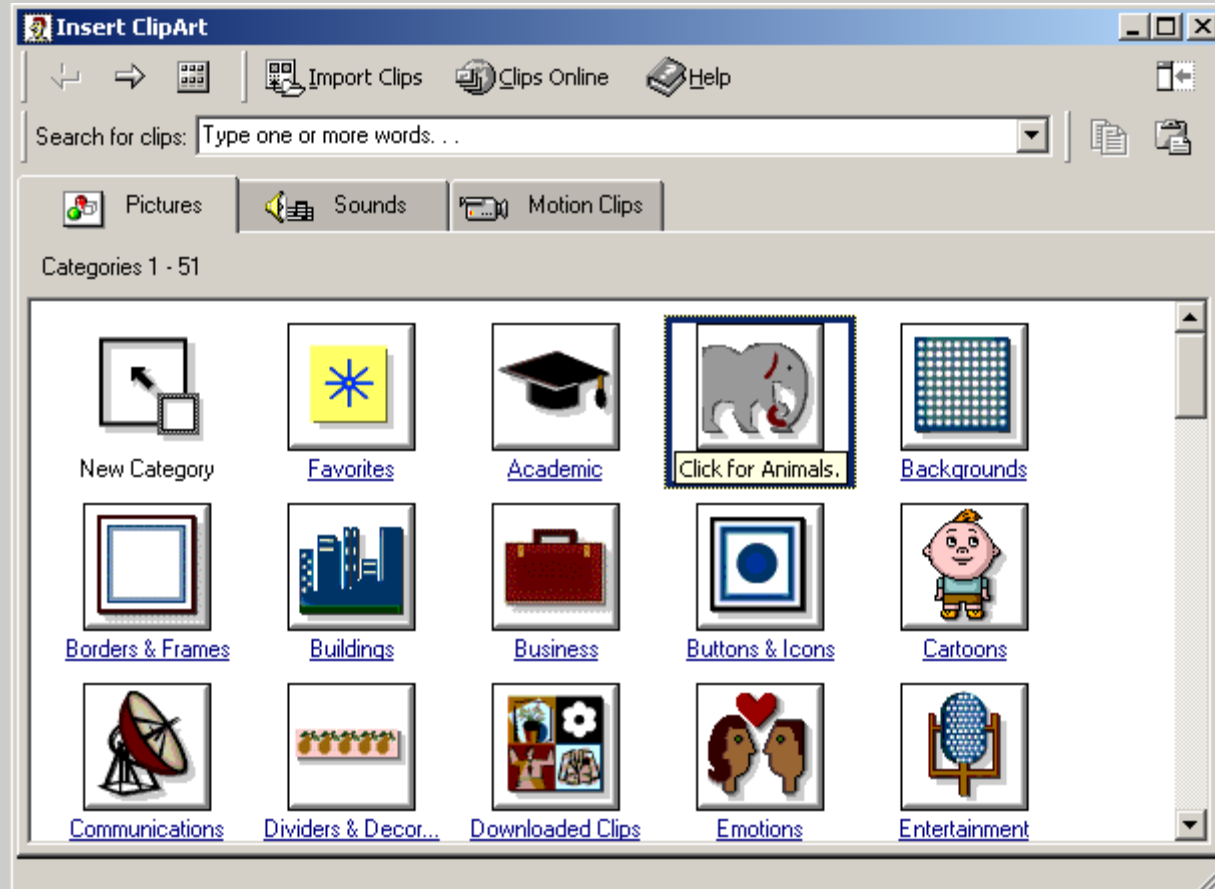 Insert ClipArt
Import Clips Clips Online Help
Search for clips: Type one or more words. . .
Pictures Sounds Motion Clips
Categories 1 - 51
New Category Favorites Academic Click for Animals. Backgrounds
Borders & Frames Buildings Business Buttons & Icons Cartoons
Communications Dividers & Decor... Downloaded Clips Emotions Entertainment